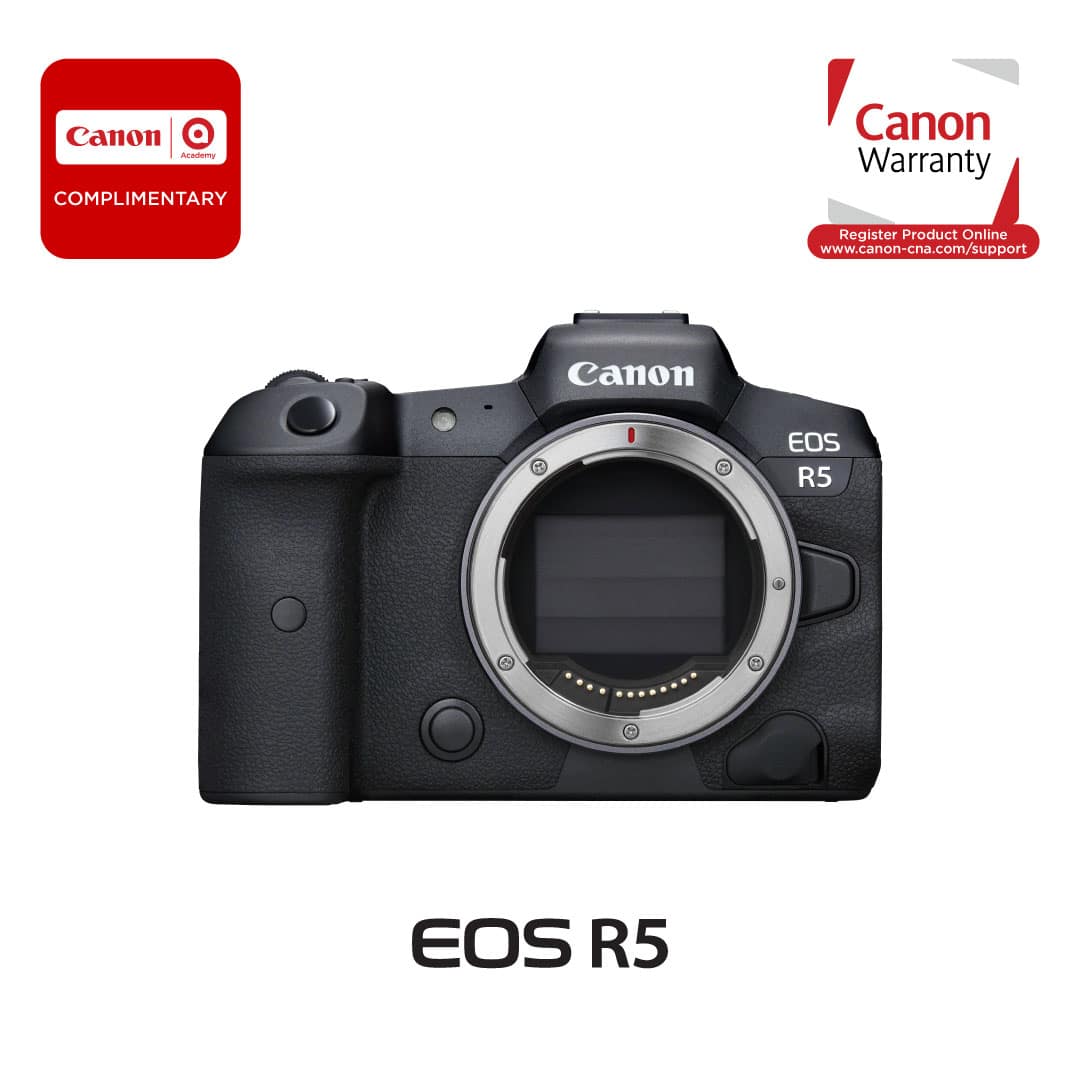 Canon
Academy
COMPLIMENTARY
Canon
Warranty
Register Product Online
www.canon-cna.com/support
Canon
EOS
R5
EOS R5